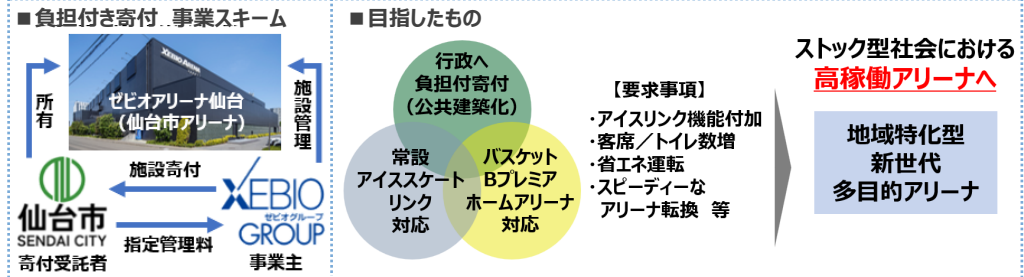 ■負担付き寄付 事業スキーム
XEBIO ARENA
ゼビオアリーナ仙台
(仙台市アリーナ)
所有
施設管理
施設寄付
仙台市
SENDAI CITY
寄付受託者
指定管理料
XEBIO
ゼビオグループ
GROUP
事業主
■目指したもの
行政へ
負担付寄付
(公共建築化)
常設
アイススケート
リンク
対応
バスケット
Bプレミア
ホームアリーナ
対応
【要求事項】
・アイスリンク機能付加
・客席/トイレ数増
・省エネ運転
・スピーディーな
アリーナ転換 等
ストック型社会における
高稼働アリーナへ
地域特化型
新世代
多目的アリーナ